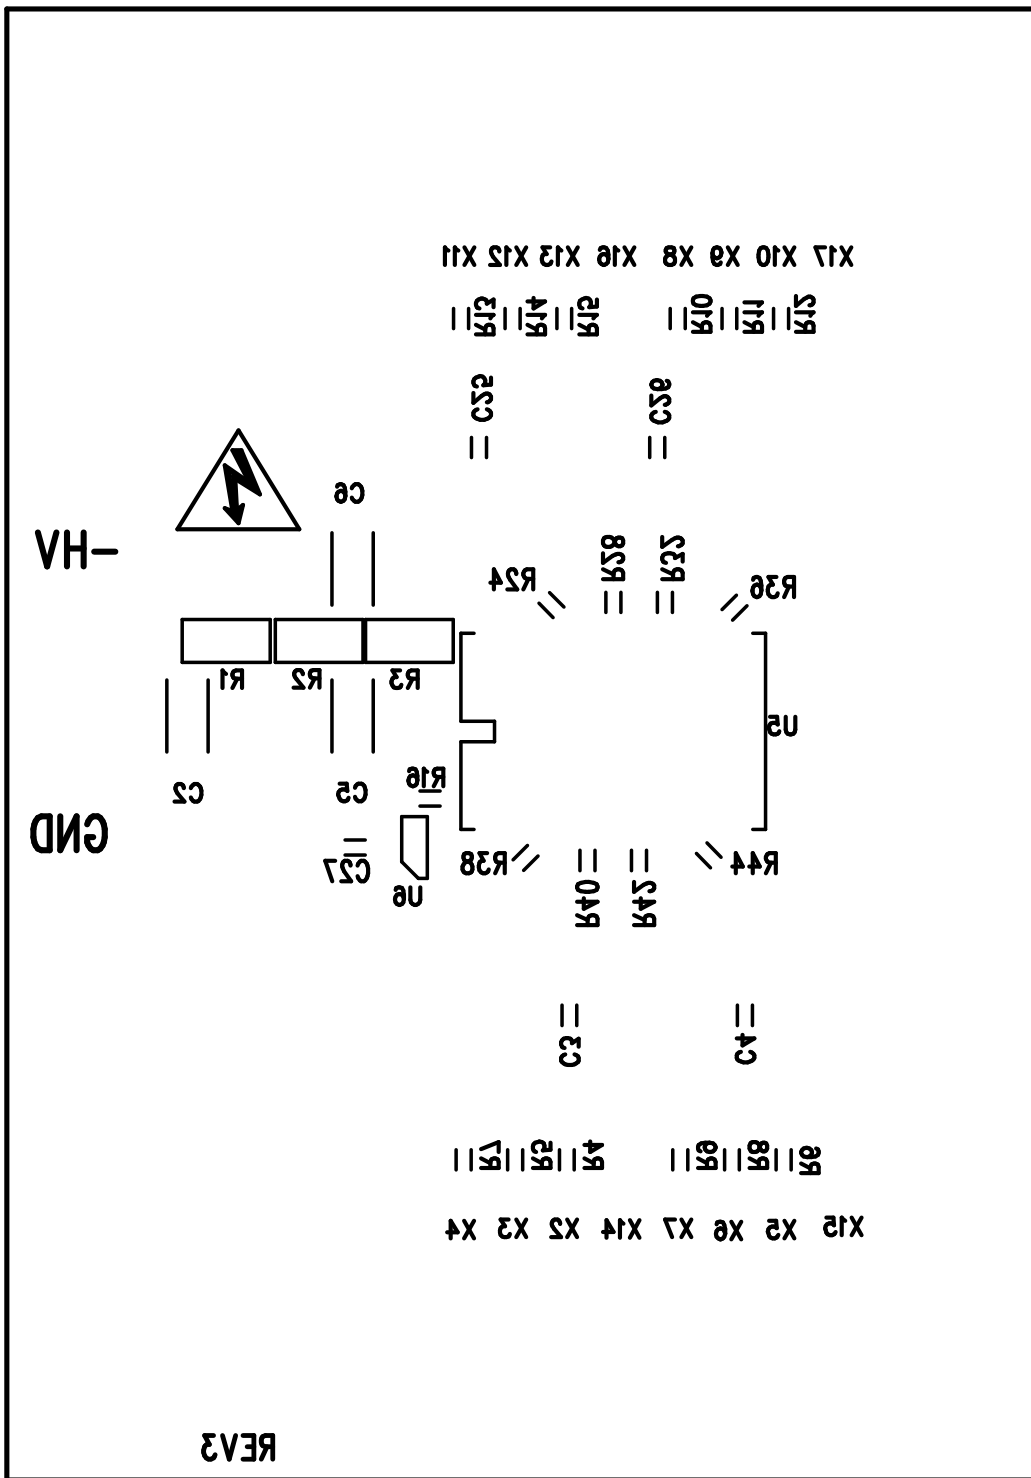 X11 X12 X13 X16 X8 X9 X10 X17
R13 R14 R15 R10 R11 R12
C25 C26
C6
-HV
R24 R28 R32 R36
R1 R2 R3
U5
R16
C2 C5
GND
C27 R38 R44
U6
R40 R42
C3 C4
R7 R5 R4 R9 R8 R6
X4 X3 X2 X14 X7 X6 X5 X15
REV3